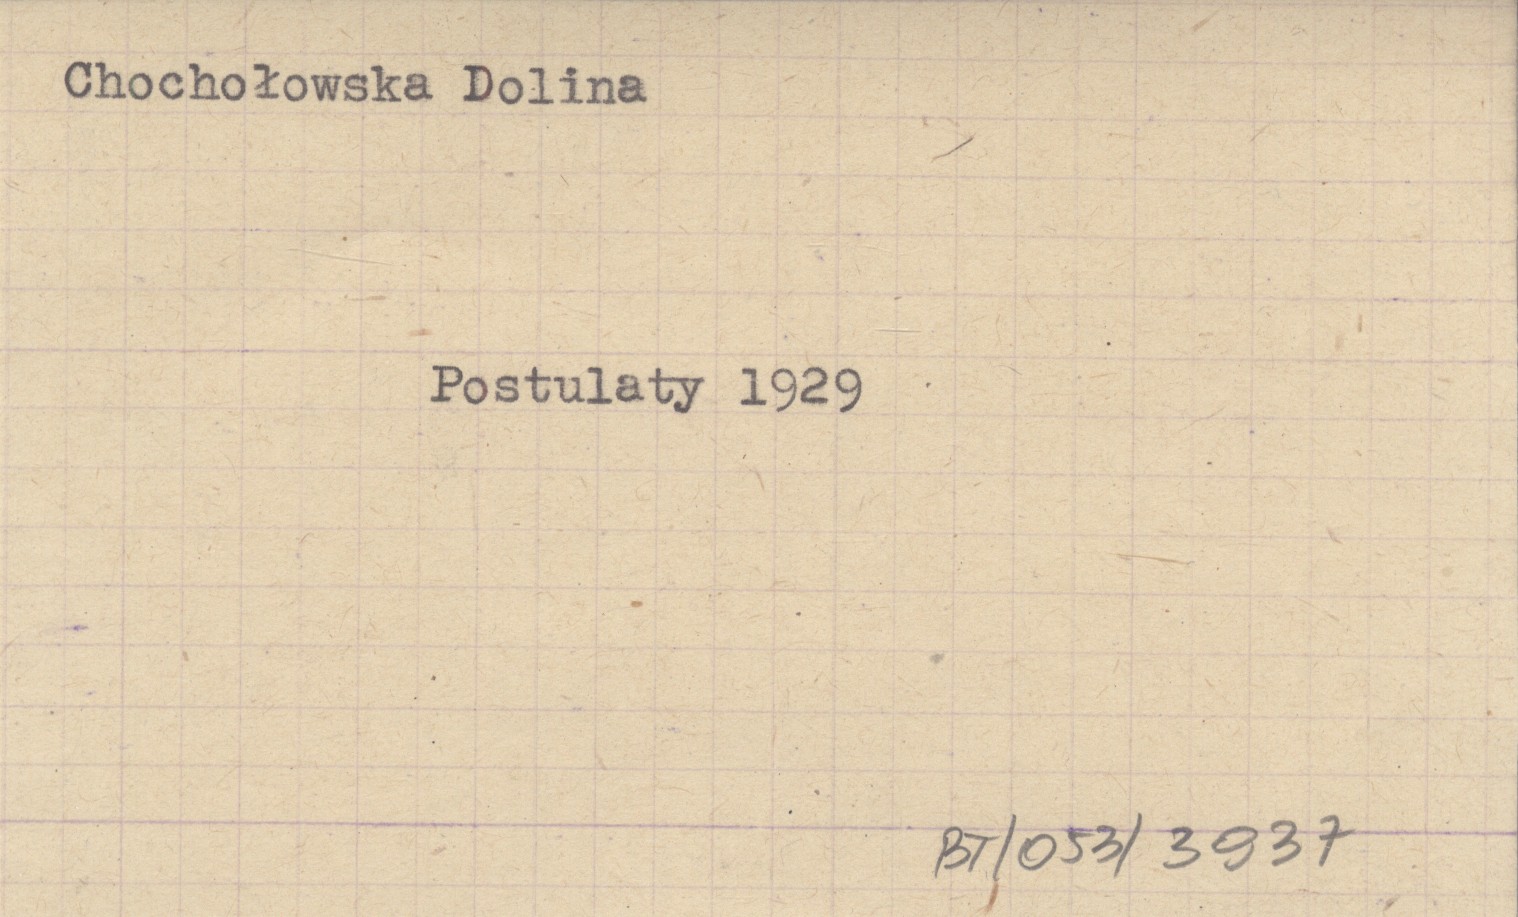 Chochołowska Dolina
Postulaty 1929
BT/053/3937